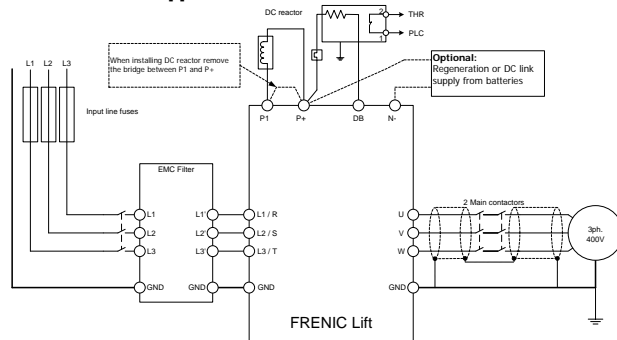 DC reactor
2
THR
PLC
1
When installing DC reactor remove
the bridge between P1 and P+
Optional:
Regeneration or DC link
supply from batteries
L1 L2 L3
Input line fuses
P1 P+ DB N-
EMC Filter
2 Main contactors
L1 L1' L1 / R U
L2 L2' L2 / S V
L3 L3' L3 / T W
3ph.
400V
GND GND GND GND
FRENIC Lift